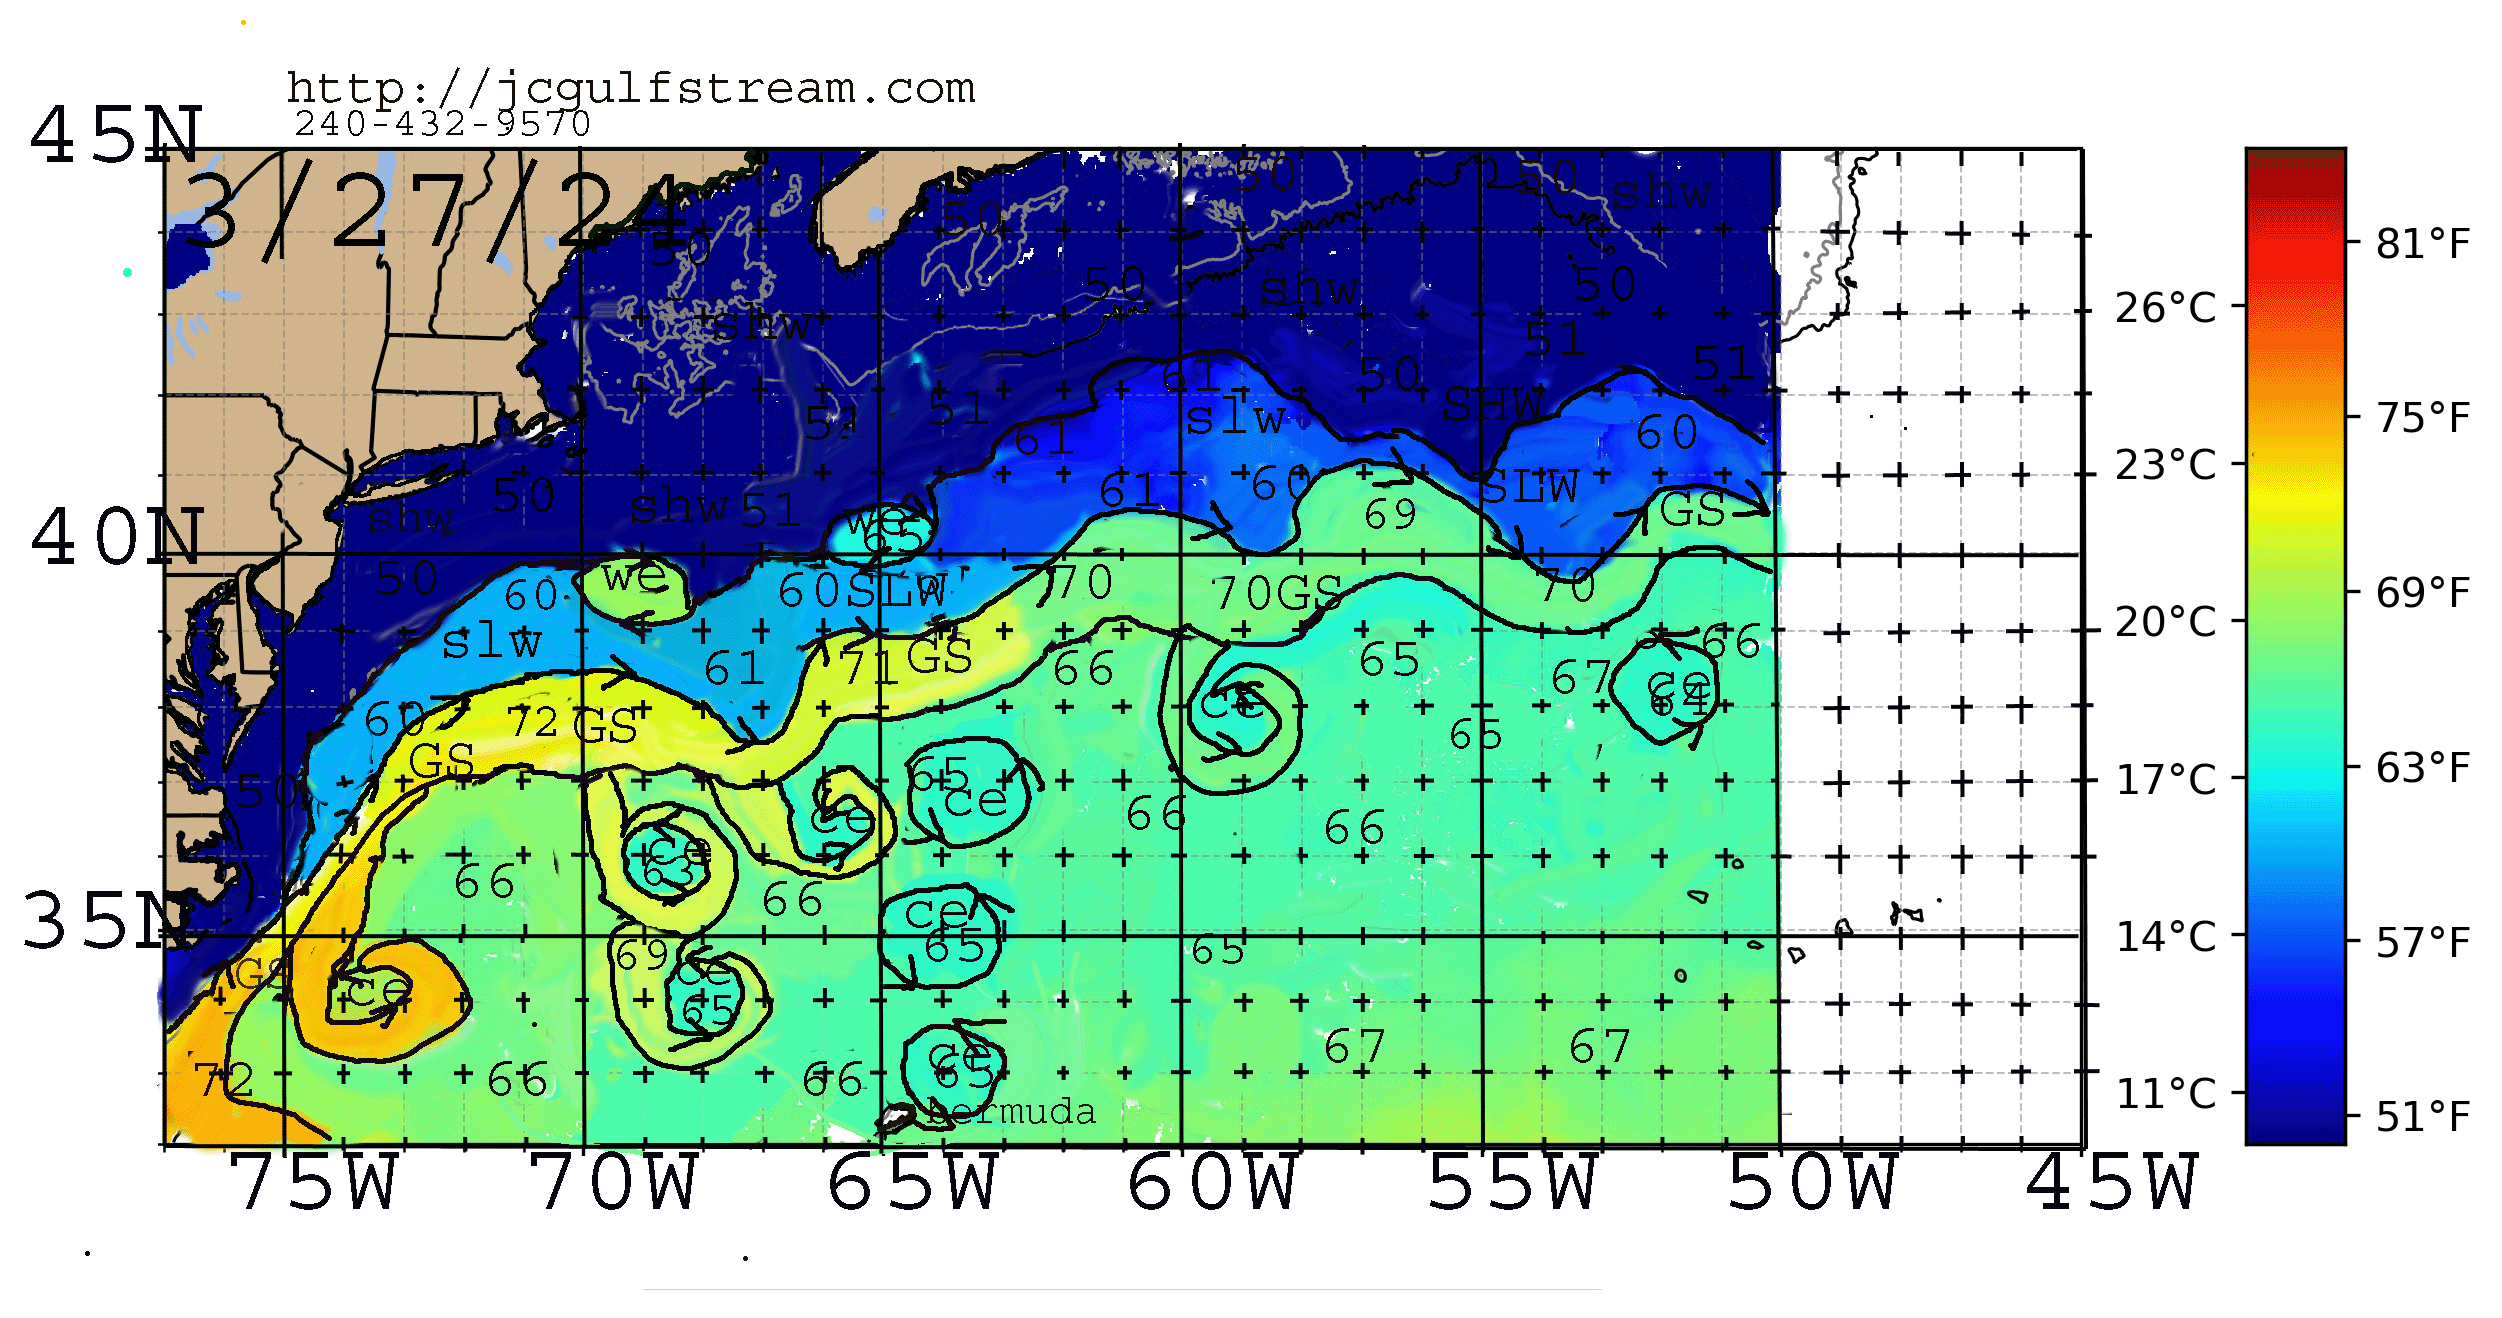 http://jcgulfstream.com
240-432-9570
45N
3/27/24
50 50 50 50 shw
81°F
50 shw 50
26°C
shw 51
50 51
61
75°F
51 51 slw SHW
61 60
23°C
50 shw 51 61 60 SLW
shw we 69 GS
40N 65
50 we 60 60SLW 70 70GS 70
69°F
20°C
slw 61 71 GS 66 65 66
67 ce
60 72 GS ce 64
GS 65
63°F
17°C
50 65
ce ce 66 66
ce
63
66 66
35N ce
69 65 65
GS ce ce 65
14°C
57°F
67 67
ce
72 66 66 65
bermuda
11°C
51°F
75W 70W 65W 60W 55W 50W 45W